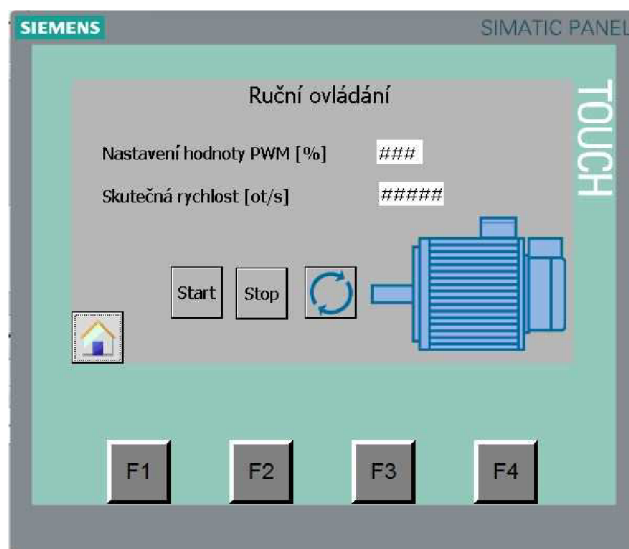 SIEMENS
SIMATIC PANEL
TOUCH
Ruční ovládání
Nastavení hodnoty PWM [%] ###
Skutečná rychlost [ot/s] #####
Start Stop
F1 F2 F3 F4